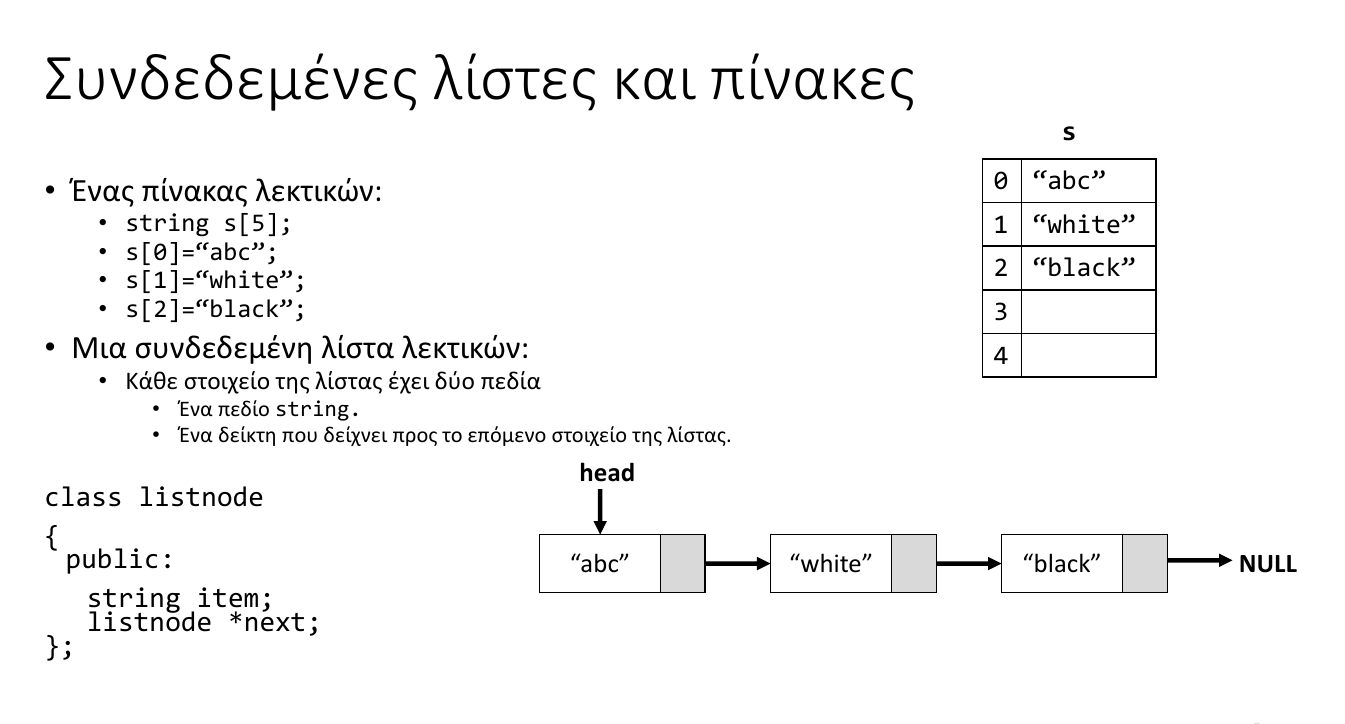 Συνδεδεμένες λίστες και πίνακες
• Ένας πίνακας λεκτικών:
• string s[5];
• s[0]=“abc”;
• s[1]=“white”;
• s[2]=“black”;
• Μια συνδεδεμένη λίστα λεκτικών:
• Κάθε στοιχείο της λίστας έχει δύο πεδία
• Ένα πεδίο string.
• Ένα δείκτη που δείχνει προς το επόμενο στοιχείο της λίστας.
s
0 “abc”
1 “white”
2 “black”
3
4
class listnode
{
public:
string item;
listnode *next;
};
head
“abc” “white” “black” NULL